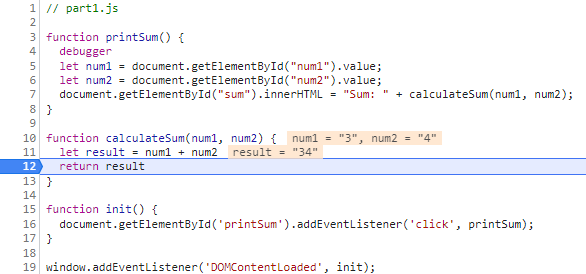 1 // part1.js
2
3 function printSum() {
4 debugger
5 let num1 = document.getElementById("num1").value;
6 let num2 = document.getElementById("num2").value;
7 document.getElementById("sum").innerHTML = "Sum: " + calculateSum(num1, num2);
8 }
9
10 function calculateSum(num1, num2) { num1 = "3", num2 = "4"
11 let result = num1 + num2 result = "34"
12 return result
13 }
14
15 function init() {
16 document.getElementById('printSum').addEventListener('click', printSum);
17 }
18
19 window.addEventListener('DOMContentLoaded', init);